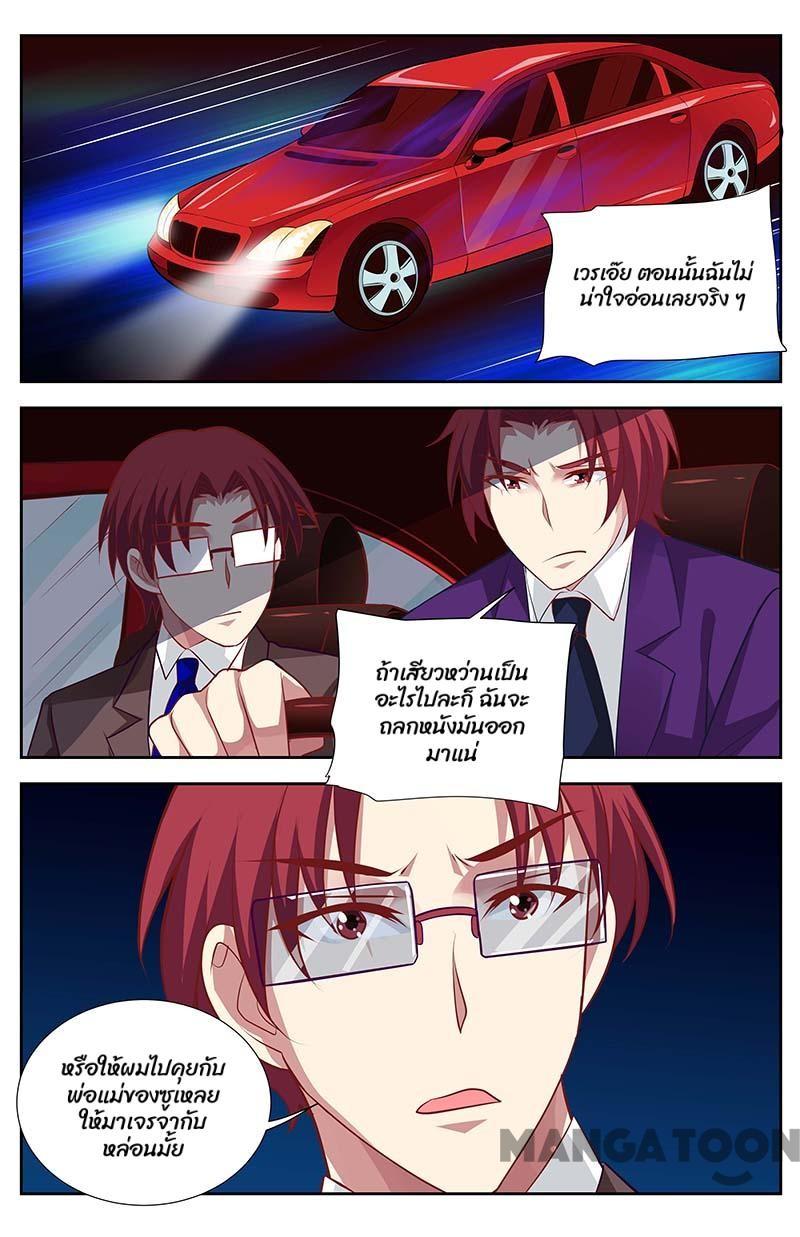 เวรเอ๊ย ตอนนั้นฉันไม่
น่าใจอ่อนเลยจริง ๆ
ถ้าเสียวหว่านเป็น
อะไรไปละก็ ฉันจะ
ถลกหนังมันออก
มาแน่
หรือให้ผมไปคุยกับ
พ่อแม่ของซูเหลย
ให้มาเจรจากับ
หล่อนมั้ย
MANGATOON